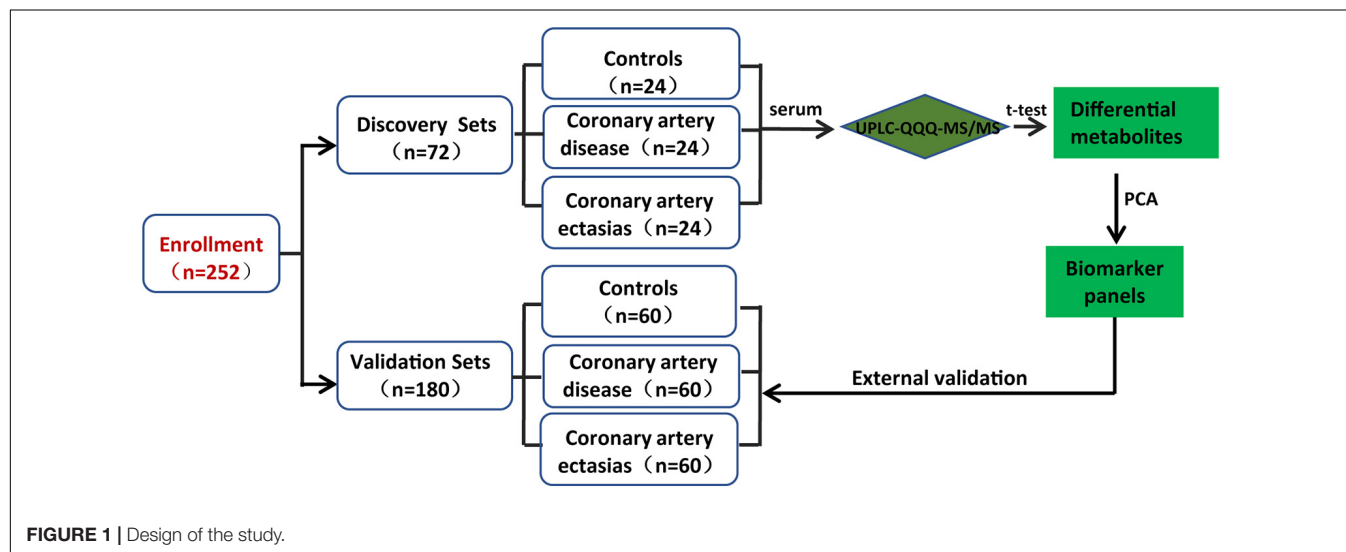 Enrollment
（n=252）
Discovery Sets
（n=72）
Controls
（n=24）
Coronary artery
disease（n=24）
Coronary artery
ectasias（n=24）
serum
UPLC-QQQ-MS/MS
t-test
Differential
metabolites
PCA
Biomarker
panels
Validation Sets
（n=180）
Controls
（n=60）
Coronary artery
disease（n=60）
Coronary artery
ectasias（n=60）
External validation
FIGURE 1 | Design of the study.